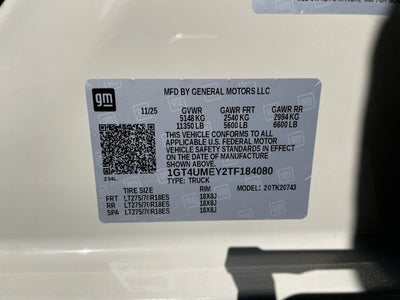 gm
MFD BY GENERAL MOTORS LLC
11/25 GVWR GAWR FRT GAWR RR
5148 KG 2540 KG 2994 KG
11350 LB 5600 LB 6600 LB
THIS VEHICLE CONFORMS TO ALL
APPLICABLE U.S. FEDERAL MOTOR
VEHICLE SAFETY STANDARDS IN EFFECT
ON THE DATE OF MANUFACTURE
SHOWN ABOVE.
1GT4UMEY2TF184080
234L TYPE: TRUCK
TIRE SIZE RIM MODEL: 20TK20743
FRT LT275/70R18ES 18X8J
RR LT275/70R18ES 18X8J
SPA LT275/70R18ES 18X8J